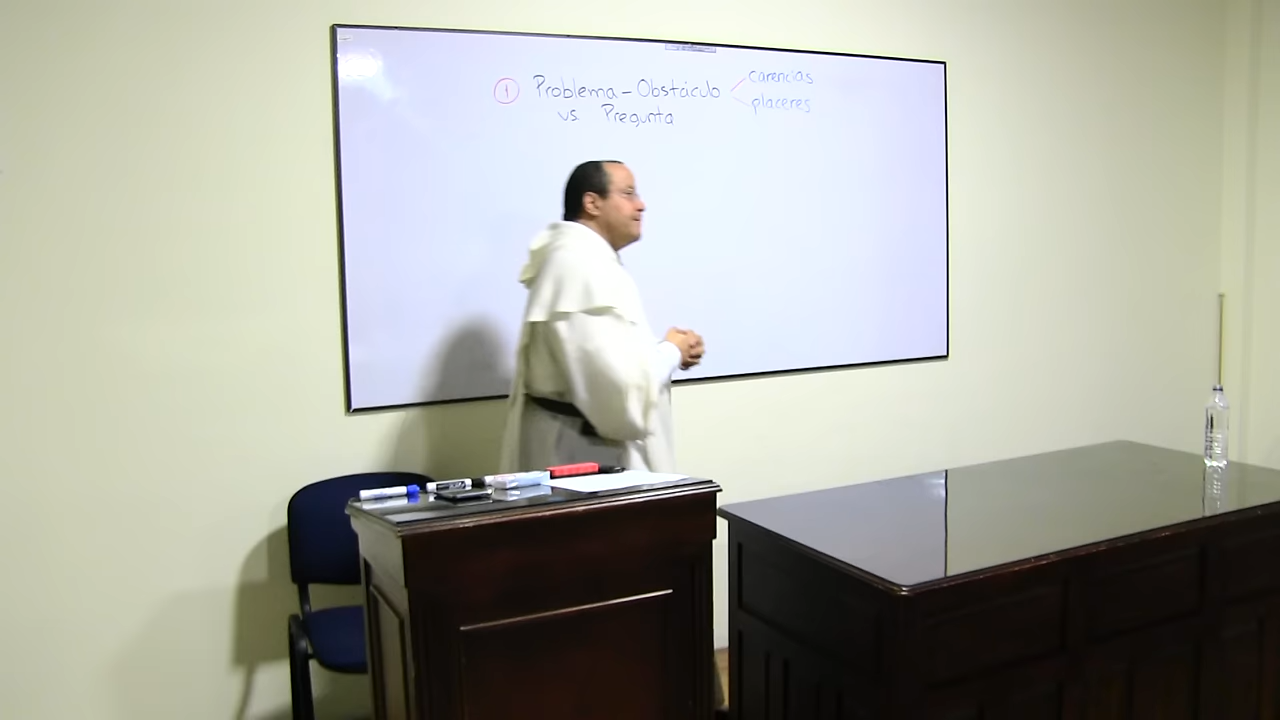 ① Problema - Obstáculo
vs. Pregunta
carencias
placeres